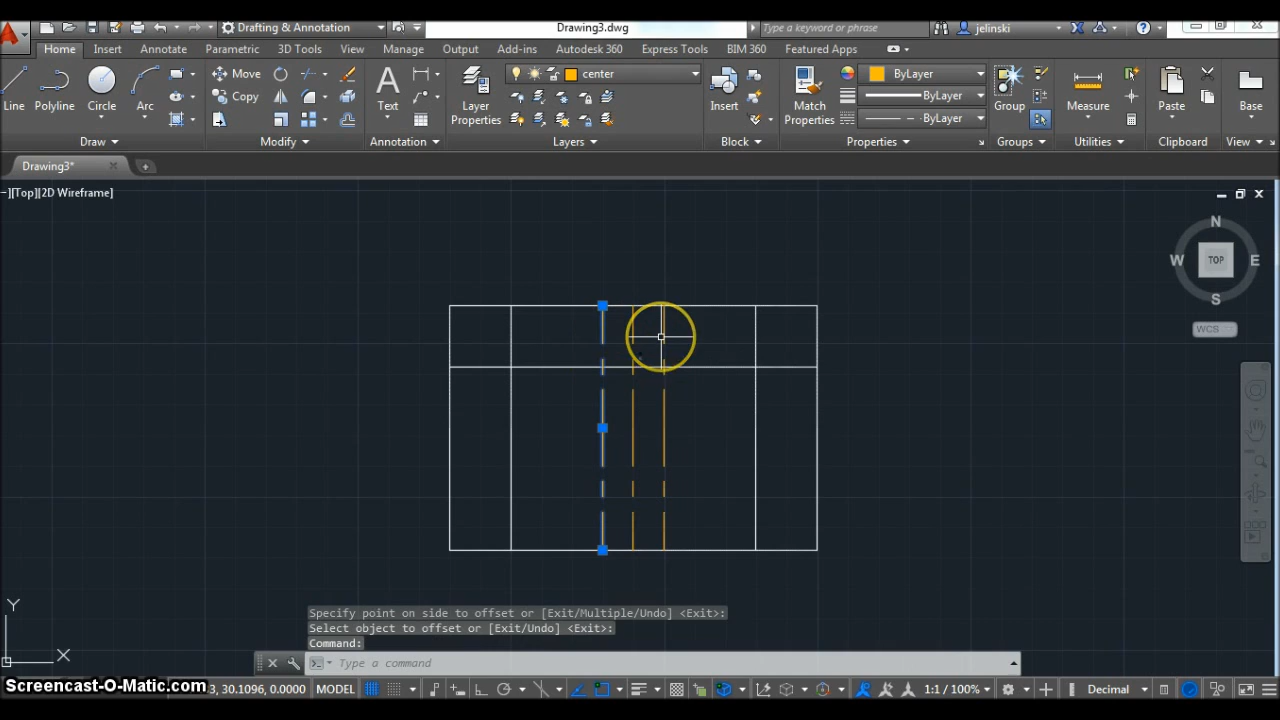 Drafting & Annotation
Drawing3.dwg
Type a keyword or phrase
jelinski
Home Insert Annotate Parametric 3D Tools View Manage Output Add-ins Autodesk 360 Express Tools BIM 360 Featured Apps
Line
Polyline
Circle
Arc
Draw
Move
Copy
Modify
Text
Annotation
Layer
Properties
center
Layers
Insert
Block
Match
Properties
ByLayer
ByLayer
ByLayer
Properties
Group
Groups
Measure
Utilities
Paste
Clipboard
Base
View
Drawing3*
–][Top][2D Wireframe]
N
W TOP E
S
WCS
Y
X
Specify point on side to offset or [Exit/Multiple/Undo] <Exit>:
Select object to offset or [Exit/Undo] <Exit>:
Command:
Type a command
3, 30.1096, 0.0000 MODEL 1:1 / 100% Decimal
Screencast-O-Matic.com